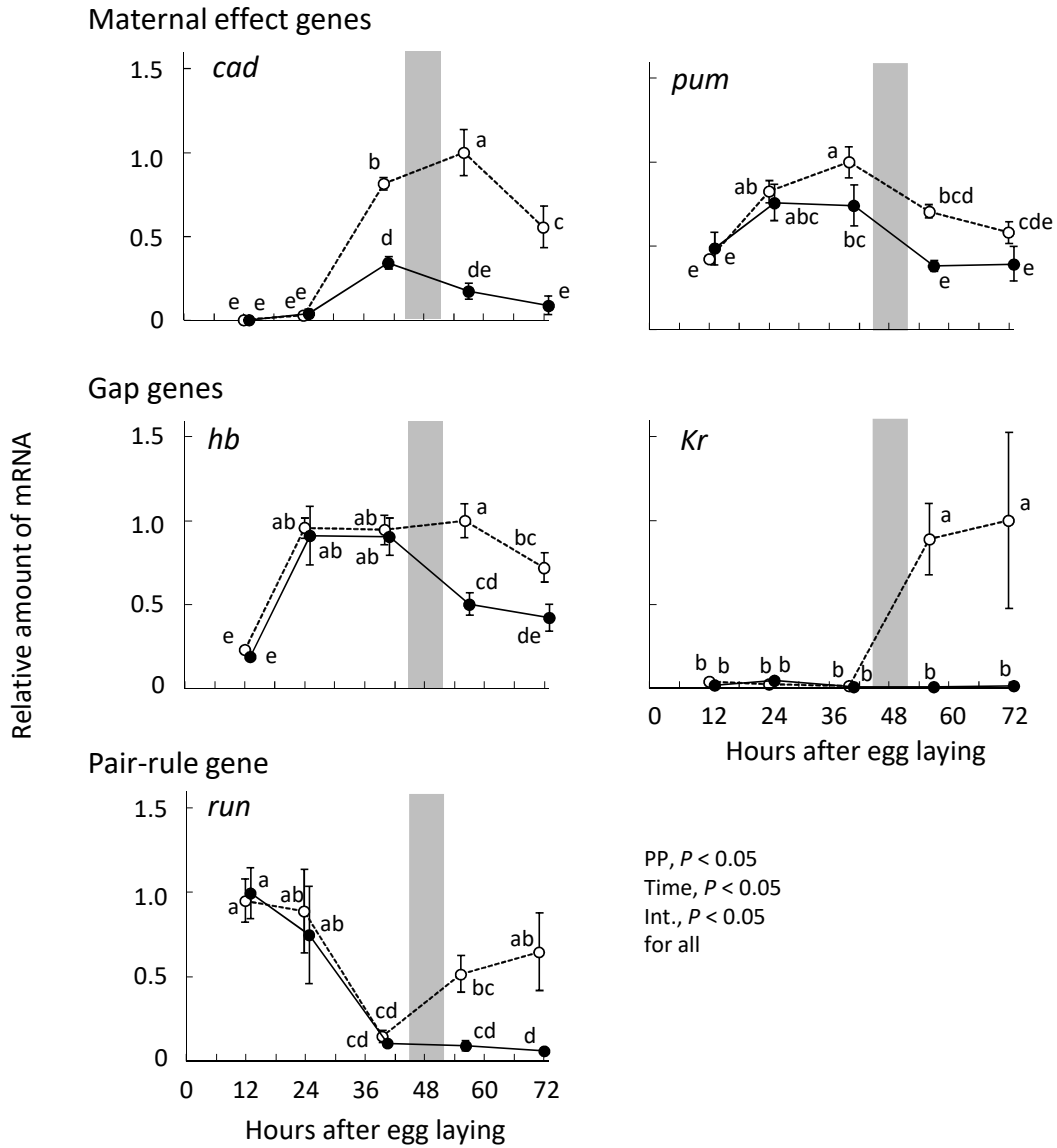 Maternal effect genes
cad
pum
1.5
1.0
0.5
0
e e e e b d a de c e
e e ab abc a bc bcd e cde e
Gap genes
hb
Kr
1.5
1.0
0.5
0
e e ab ab ab ab a cd bc de
b b b b b b a b a b
0 12 24 36 48 60 72
Hours after egg laying
Relative amount of mRNA
Pair-rule gene
run
1.5
1.0
0.5
0
a a ab ab cd cd bc cd ab d
0 12 24 36 48 60 72
Hours after egg laying
PP, P < 0.05
Time, P < 0.05
Int., P < 0.05
for all